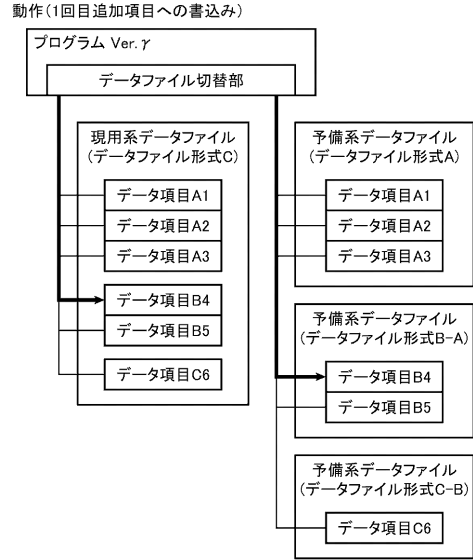 動作(1回目追加項目への書込み)
プログラム Ver.γ
データファイル切替部
現用系データファイル
(データファイル形式C)
データ項目A1
データ項目A2
データ項目A3
データ項目B4
データ項目B5
データ項目C6
予備系データファイル
(データファイル形式A)
データ項目A1
データ項目A2
データ項目A3
予備系データファイル
(データファイル形式B-A)
データ項目B4
データ項目B5
予備系データファイル
(データファイル形式C-B)
データ項目C6